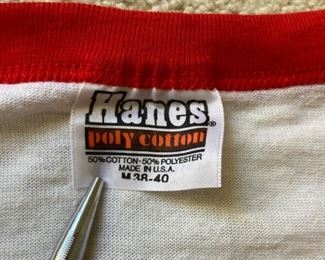 Hanes®
poly cotton
50% COTTON·50% POLYESTER
MADE IN U.S.A.
M 38-40